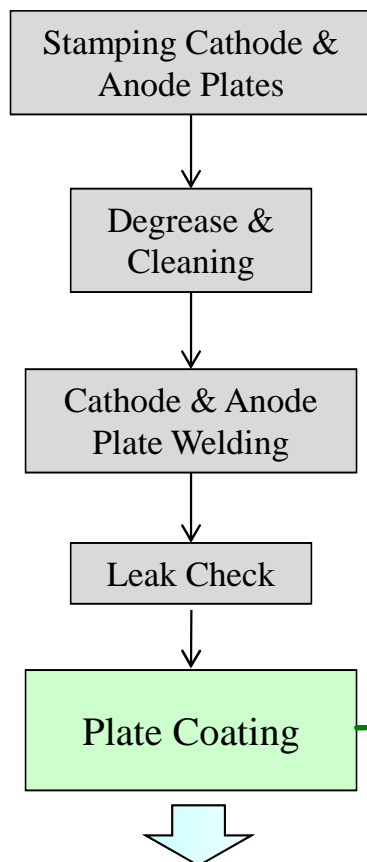 Stamping Cathode &
Anode Plates
Degrease &
Cleaning
Cathode & Anode
Plate Welding
Leak Check
Plate Coating